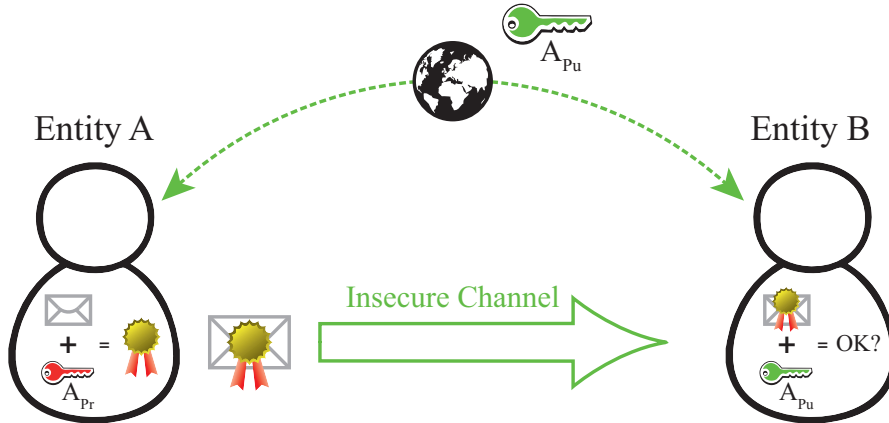 A_Pu
Entity A
Entity B
Insecure Channel
+ =
+ = OK?
A_Pr
A_Pu